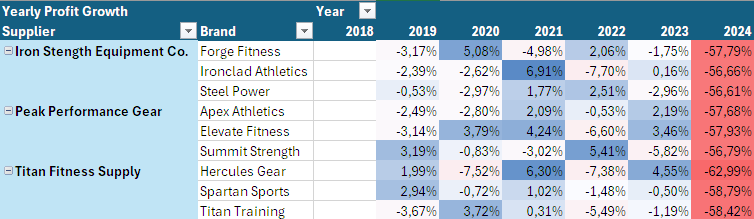 Yearly Profit Growth Year
Supplier Brand 2018 2019 2020 2021 2022 2023 2024
Iron Stength Equipment Co. Forge Fitness -3,17% 5,08% -4,98% 2,06% -1,75% -57,79%
Ironclad Athletics -2,39% -2,62% 6,91% -7,70% 0,16% -56,66%
Steel Power -0,53% -2,97% 1,77% 2,51% -2,96% -56,61%
Peak Performance Gear Apex Athletics -2,49% -2,80% 2,09% -0,53% 2,19% -57,68%
Elevate Fitness -3,14% 3,79% 4,24% -6,60% 3,46% -57,93%
Summit Strength 3,19% -0,83% -3,02% 5,41% -5,82% -56,79%
Titan Fitness Supply Hercules Gear 1,99% -7,52% 6,30% -7,38% 4,55% -62,99%
Spartan Sports 2,94% -0,72% 1,02% -1,48% -0,50% -58,79%
Titan Training -3,67% 3,72% 0,31% -5,49% -1,19% -58,42%